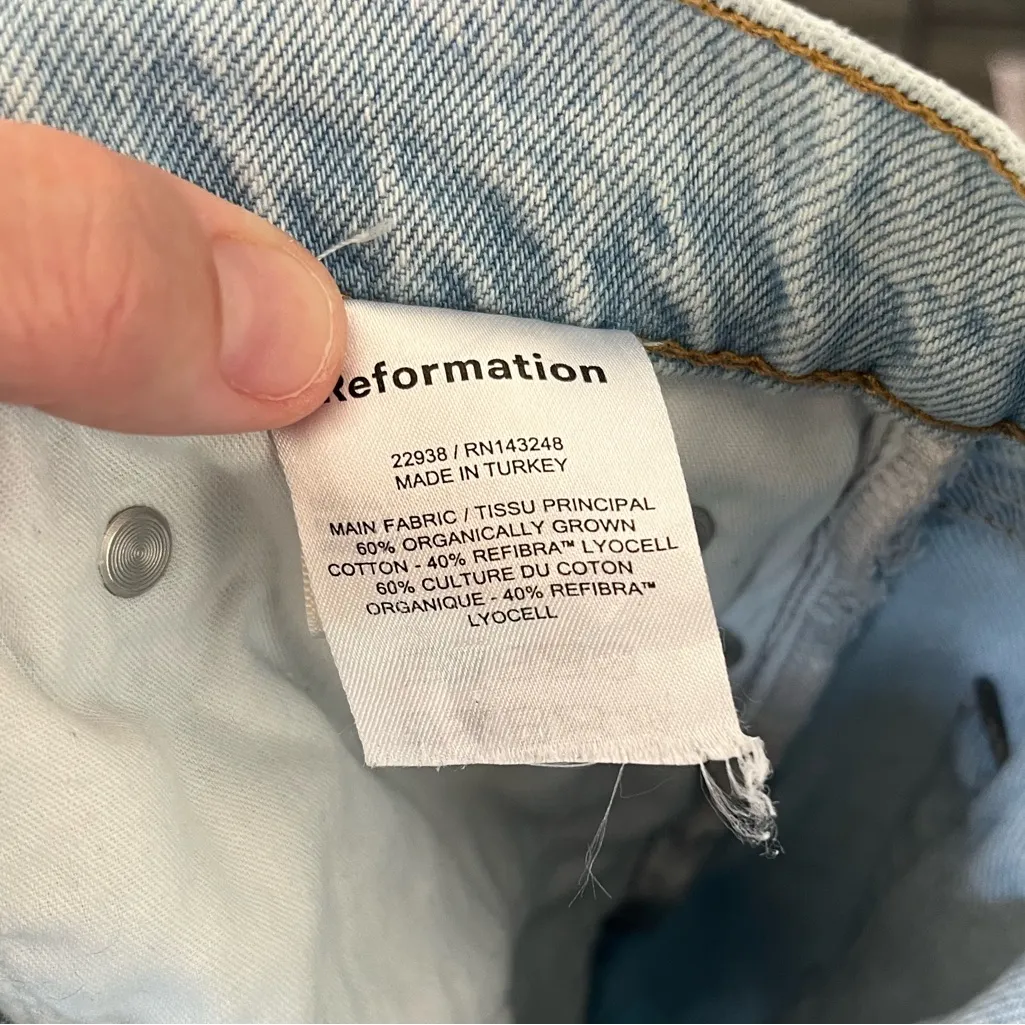 Reformation
22938 / RN143248
MADE IN TURKEY
MAIN FABRIC / TISSU PRINCIPAL
60% ORGANICALLY GROWN
COTTON - 40% REFIBRA™ LYOCELL
60% CULTURE DU COTON
ORGANIQUE - 40% REFIBRA™
LYOCELL